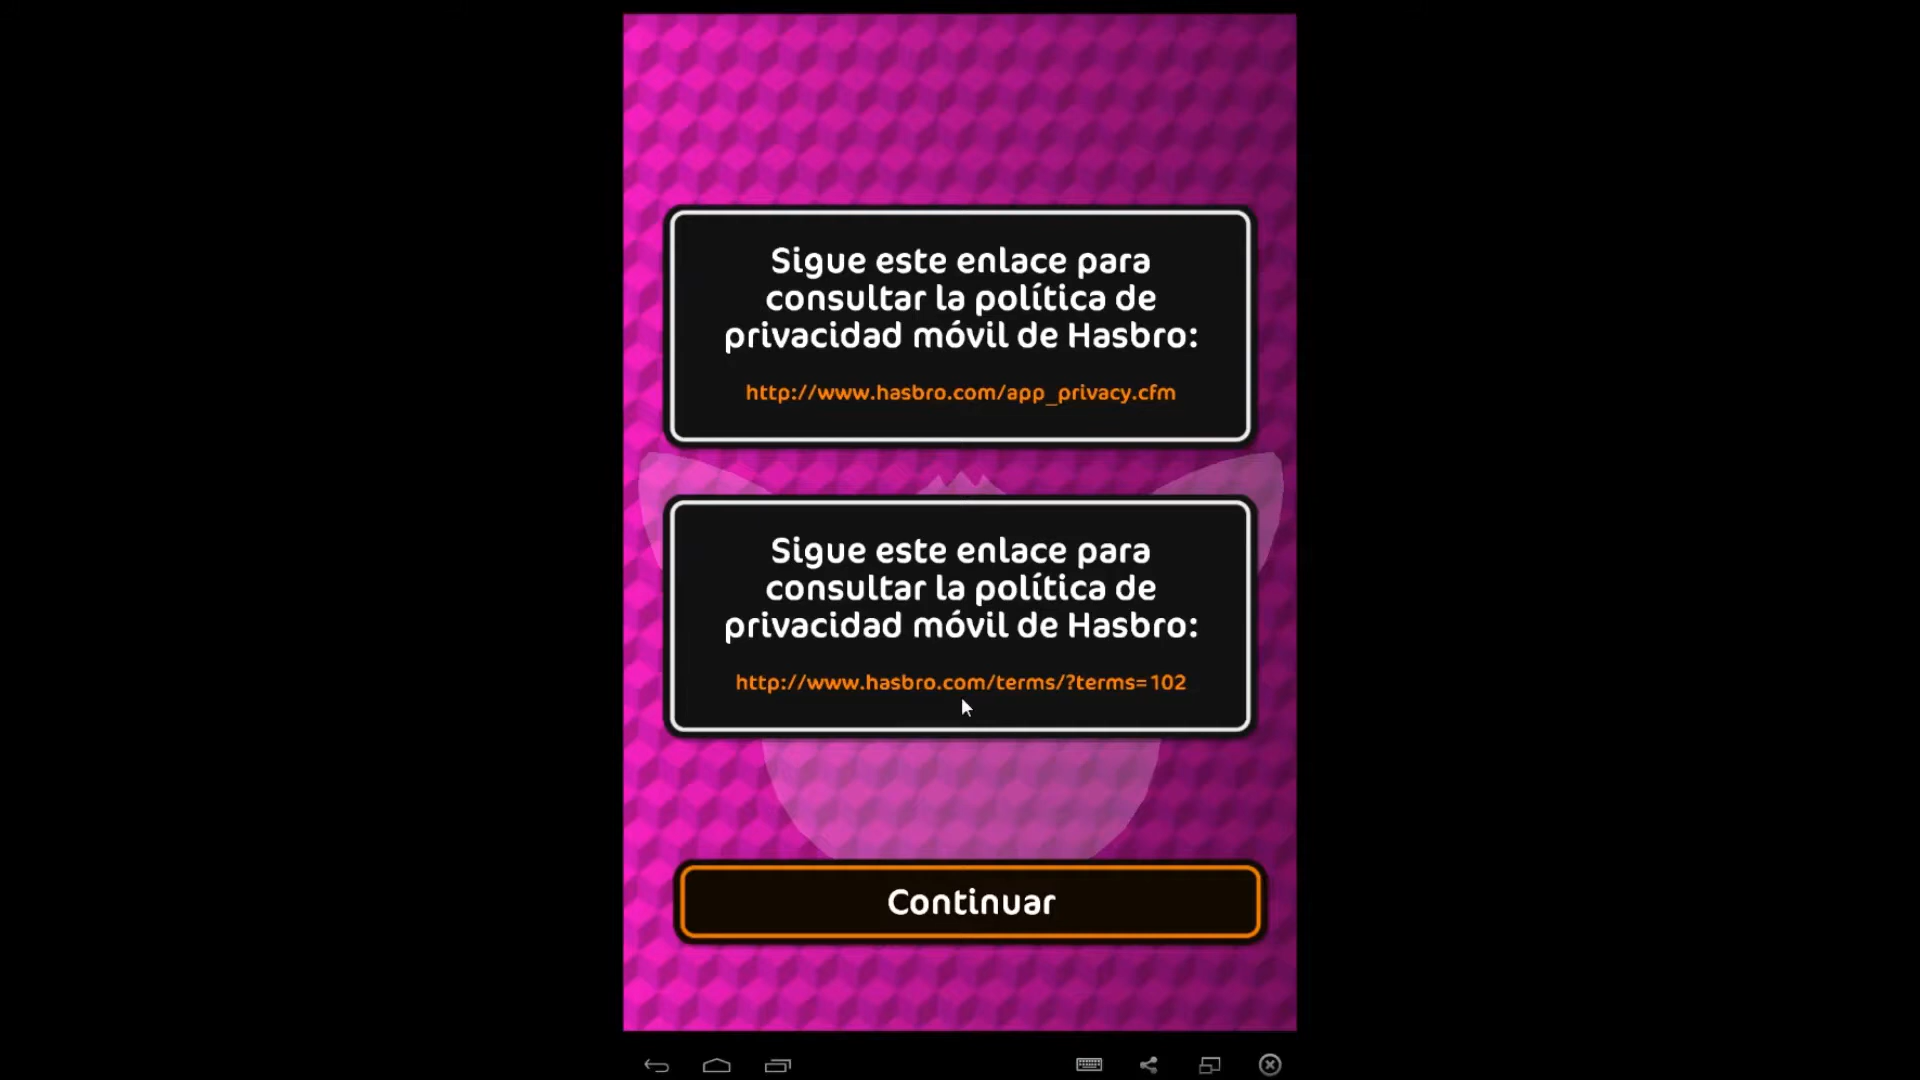 Sigue este enlace para
consultar la política de
privacidad móvil de Hasbro:
http://www.hasbro.com/app_privacy.cfm
Sigue este enlace para
consultar la política de
privacidad móvil de Hasbro:
http://www.hasbro.com/terms/?terms=102
Continuar